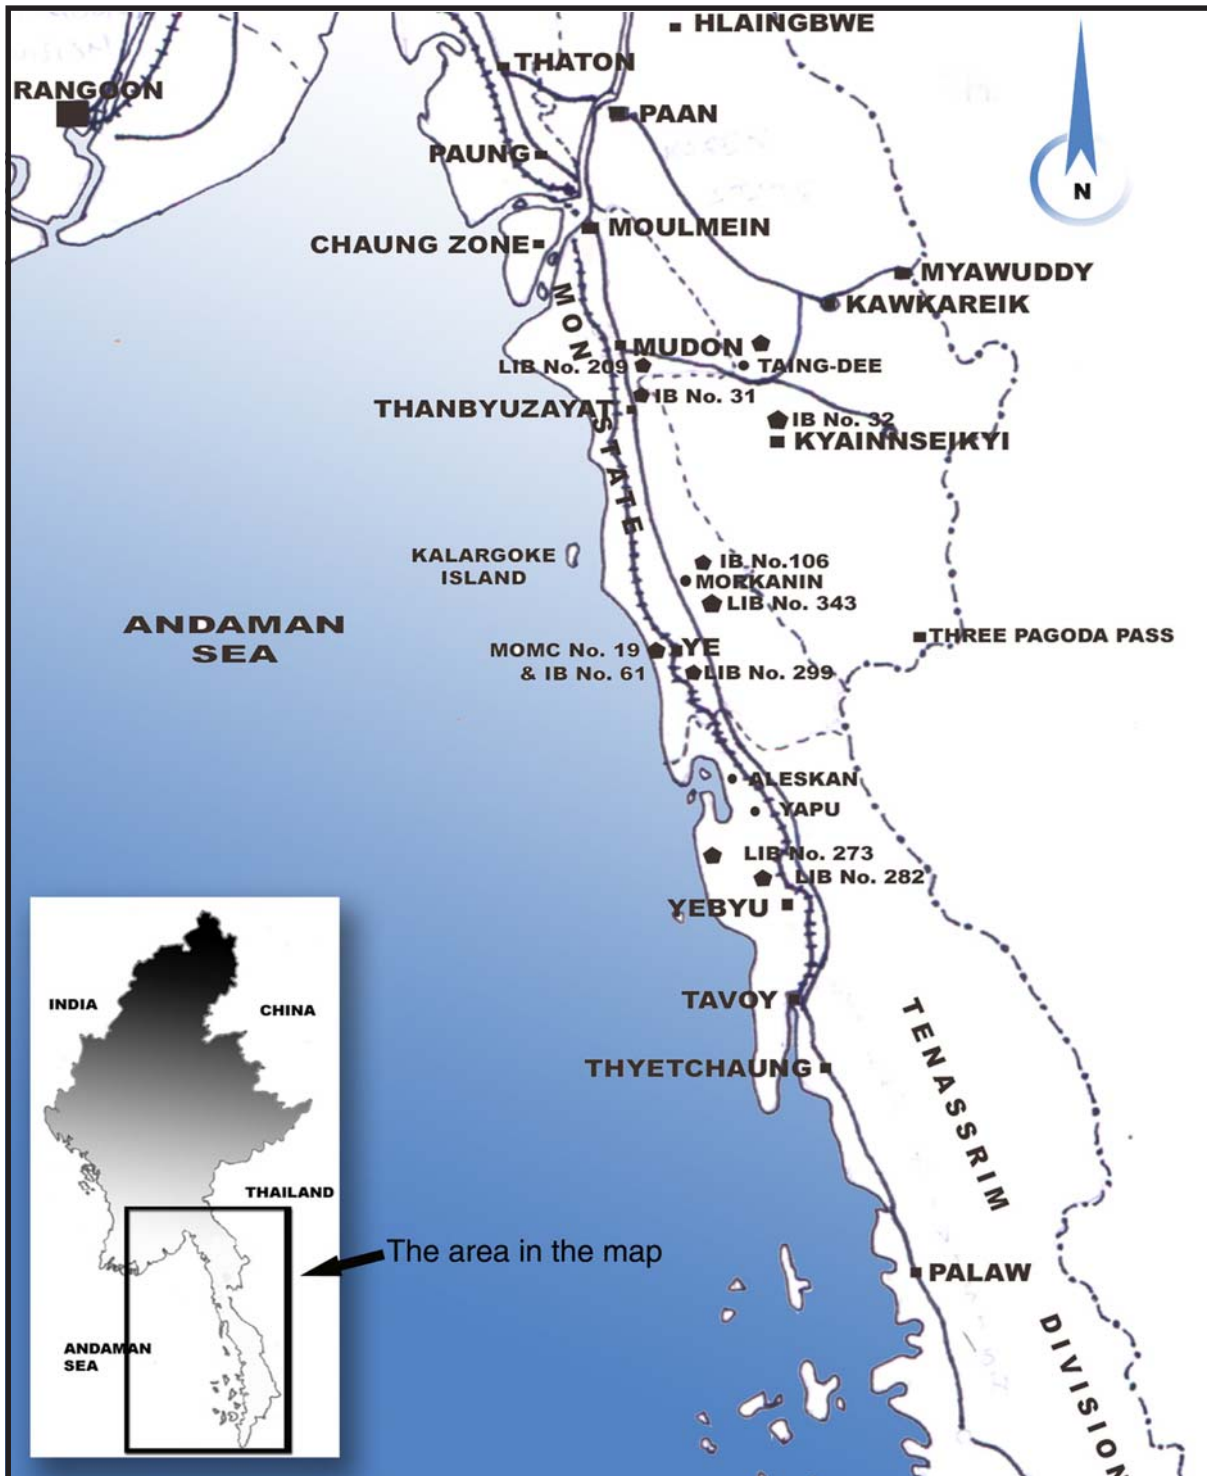 HLAINGBWE
THATON
RANGOON
PAAN
PAUNG
N
MOULMEIN
CHAUNG ZONE
MYAWUDDY
KAWKAREIK
MON STATE
MUDON
LIB No. 209
TAING-DEE
IB No. 31
THANBYUZAYAT
IB No. 32
KYAINNSEIKYI
KALARGOKE
ISLAND
IB No.106
MORKANIN
LIB No. 343
ANDAMAN
SEA
THREE PAGODA PASS
MOMC No. 19
& IB No. 61
YE
LIB No. 299
ALESKAN
YAPU
LIB No. 273
LIB No. 282
YEBYU
TAVOY
THYETCHAUNG
TENASSRIM
DIVISION
PALAW
INDIA
CHINA
THAILAND
The area in the map
ANDAMAN
SEA